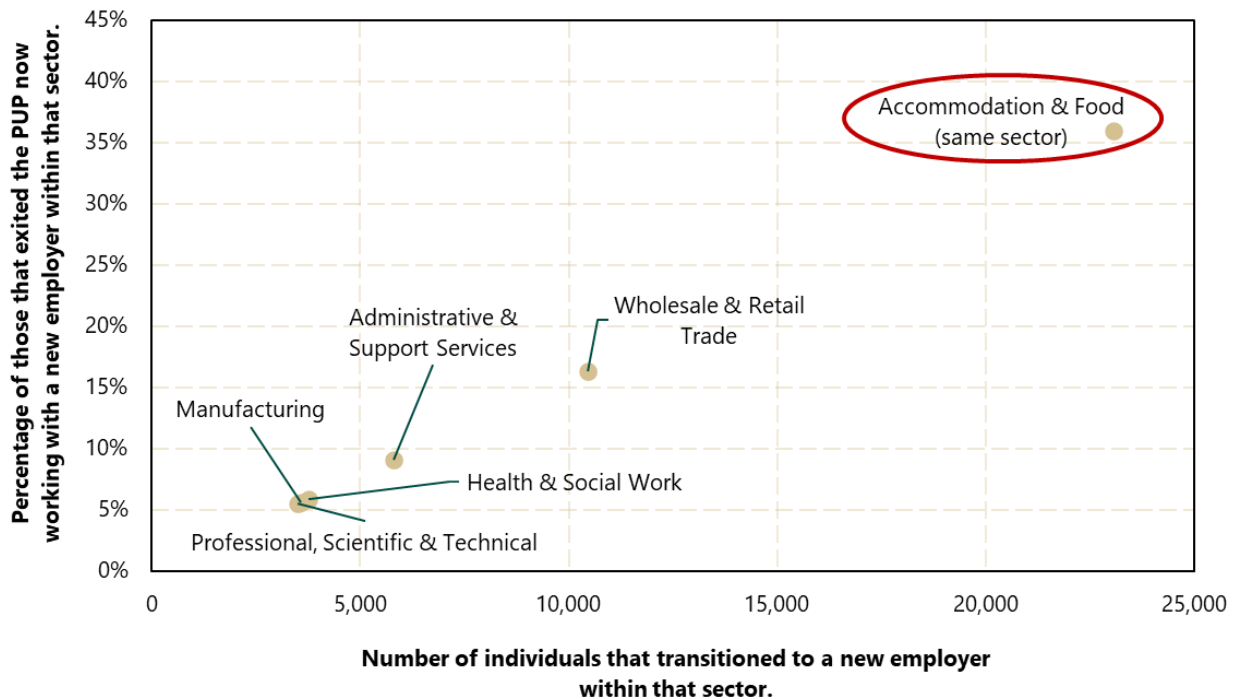 Percentage of those that exited the PUP now
working with a new employer within that sector.
45%
40%
35%
30%
25%
20%
15%
10%
5%
0%
Accommodation & Food
(same sector)
Wholesale & Retail
Trade
Administrative &
Support Services
Manufacturing
Health & Social Work
Professional, Scientific & Technical
0
5,000
10,000
15,000
20,000
25,000
Number of individuals that transitioned to a new employer
within that sector.